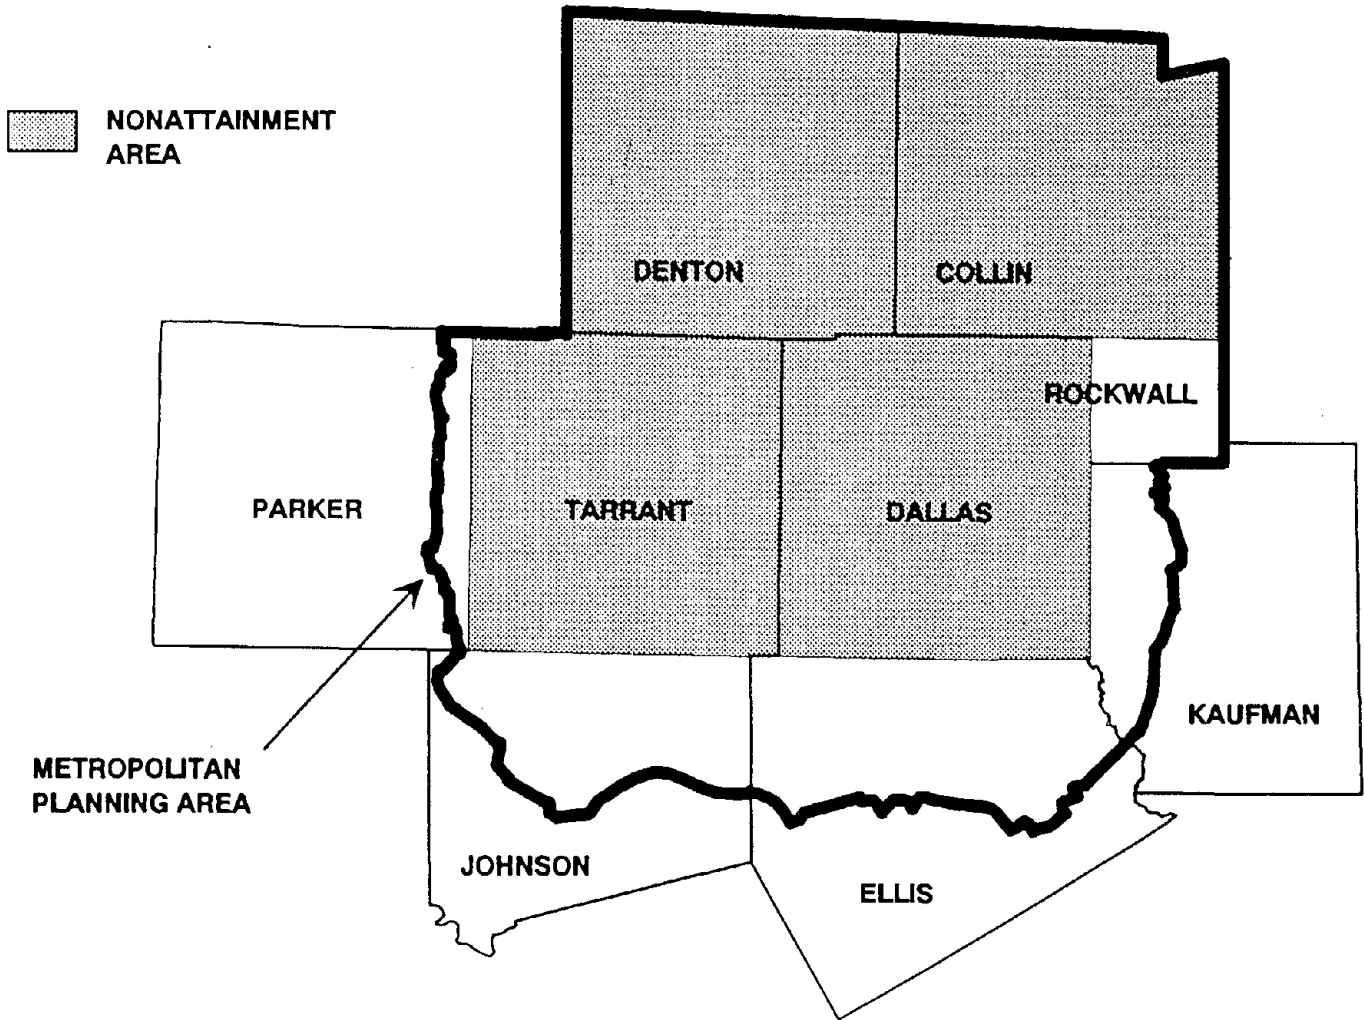 NONATTAINMENT
AREA
DENTON
COLLIN
ROCKWALL
PARKER
TARRANT
DALLAS
KAUFMAN
METROPOLITAN
PLANNING AREA
JOHNSON
ELLIS